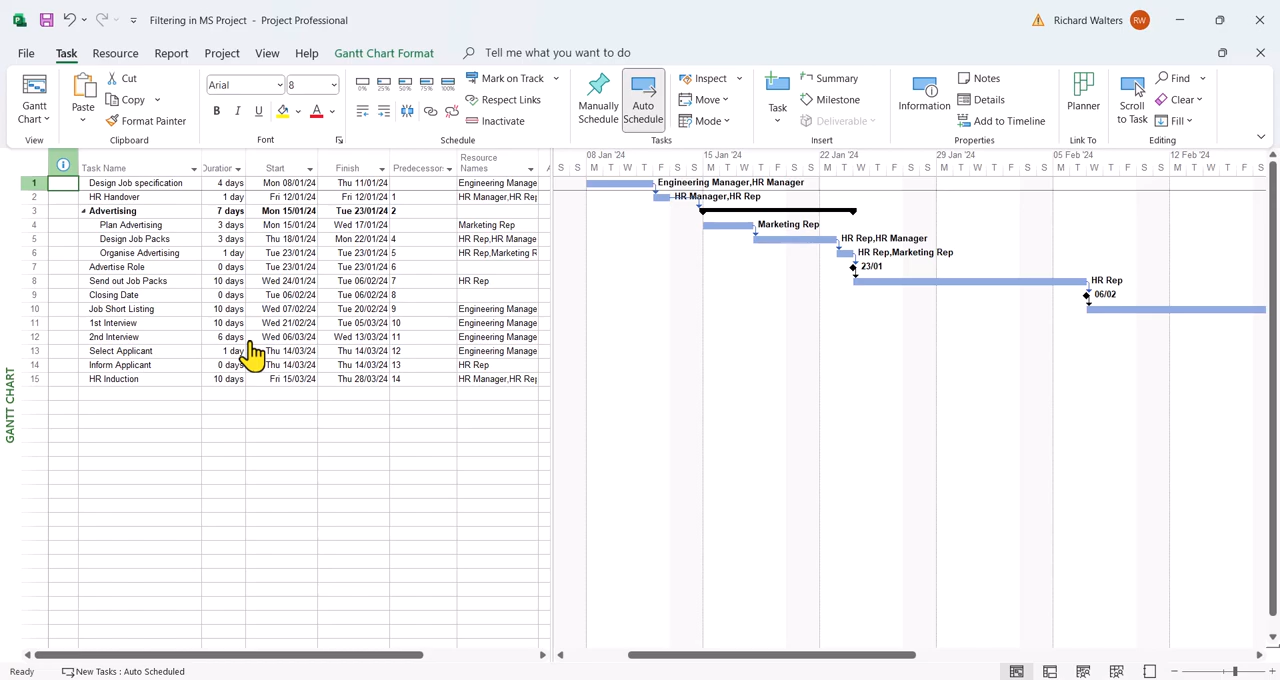 Filtering in MS Project - Project Professional
Richard Walters RW
File Task Resource Report Project View Help Gantt Chart Format Tell me what you want to do
Gantt Chart
View
Paste
Cut
Copy
Format Painter
Clipboard
Arial 8
B I U A
Font
0% 25% 50% 75% 100%
Mark on Track
Respect Links
Inactivate
Schedule
Manually Schedule
Auto Schedule
Inspect
Move
Mode
Tasks
Task
Summary
Milestone
Deliverable
Insert
Information
Notes
Details
Add to Timeline
Properties
Planner
Link To
Scroll to Task
Find
Clear
Fill
Editing
Task Name Duration Start Finish Predecessor Resource Names
1 Design Job specification 4 days Mon 08/01/24 Thu 11/01/24 Engineering Manage
2 HR Handover 1 day Fri 12/01/24 Fri 12/01/24 1 HR Manager,HR Rep
3 Advertising 7 days Mon 15/01/24 Tue 23/01/24 2
4 Plan Advertising 3 days Mon 15/01/24 Wed 17/01/24 Marketing Rep
5 Design Job Packs 3 days Thu 18/01/24 Mon 22/01/24 4 HR Rep,HR Manage
6 Organise Advertising 1 day Tue 23/01/24 Tue 23/01/24 5 HR Rep,Marketing R
7 Advertise Role 0 days Tue 23/01/24 Tue 23/01/24 6
8 Send out Job Packs 10 days Wed 24/01/24 Tue 06/02/24 7 HR Rep
9 Closing Date 0 days Tue 06/02/24 Tue 06/02/24 8
10 Job Short Listing 10 days Wed 07/02/24 Tue 20/02/24 9 Engineering Manage
11 1st Interview 10 days Wed 21/02/24 Tue 05/03/24 10 Engineering Manage
12 2nd Interview 6 days Wed 06/03/24 Wed 13/03/24 11 Engineering Manage
13 Select Applicant 1 day Thu 14/03/24 Thu 14/03/24 12 Engineering Manage
14 Inform Applicant 0 days Thu 14/03/24 Thu 14/03/24 13 HR Rep
15 HR Induction 10 days Fri 15/03/24 Thu 28/03/24 14 HR Manager,HR Rep
GANTT CHART
08 Jan '24 15 Jan '24 22 Jan '24 29 Jan '24 05 Feb '24 12 Feb '24
S S M T W T F S S M T W T F S S M T W T F S S M T W T F S S M T W T F S S M T W T F S
Engineering Manager,HR Manager
HR Manager,HR Rep
Marketing Rep
HR Rep,HR Manager
HR Rep,Marketing Rep
23/01
HR Rep
06/02
Ready New Tasks : Auto Scheduled